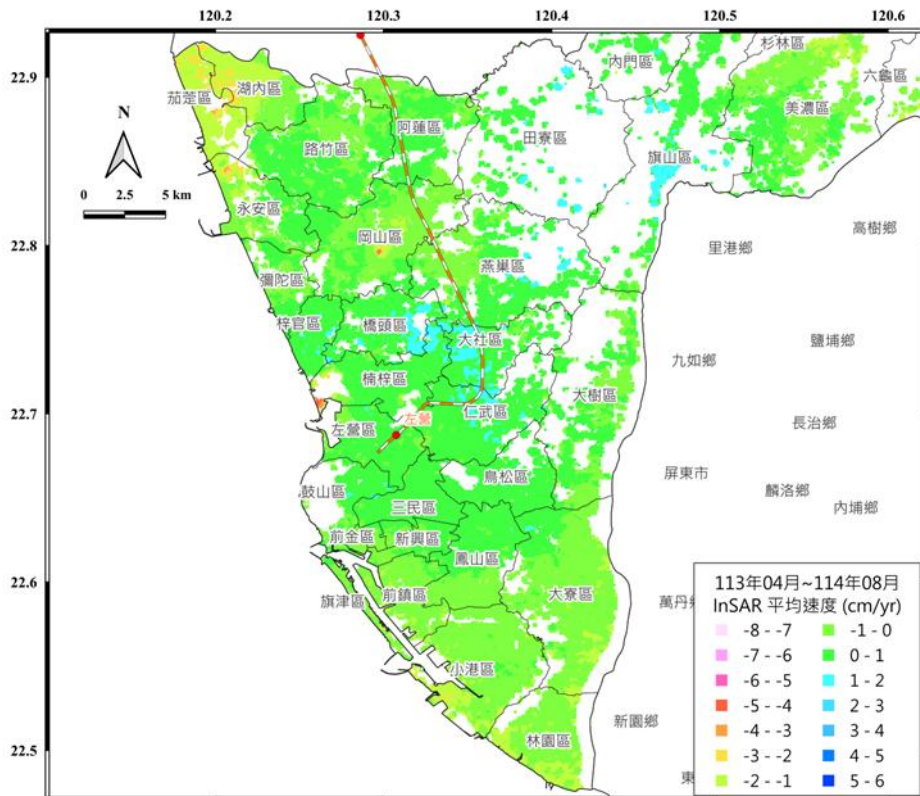 120.2 120.3 120.4 120.5 120.6
杉林區
內門區
六龜區
22.9
湖內區
茄萣區
美濃區
阿蓮區
田寮區
N
路竹區
旗山區
0 2.5 5 km
永安區
高樹鄉
岡山區
22.8
里港鄉
燕巢區
彌陀區
梓官區
橋頭區
大社區
鹽埔鄉
九如鄉
楠梓區
大樹區
22.7
仁武區
左營
左營區
長治鄉
屏東市
鳥松區
鼓山區
麟洛鄉
三民區
內埔鄉
前金區
新興區
鳳山區
22.6
旗津區
前鎮區
大寮區
萬丹鄉
小港區
新園鄉
林園區
22.5
東
113年04月~114年08月
InSAR 平均速度 (cm/yr)
-8 - -7 -1 - 0
-7 - -6 0 - 1
-6 - -5 1 - 2
-5 - -4 2 - 3
-4 - -3 3 - 4
-3 - -2 4 - 5
-2 - -1 5 - 6